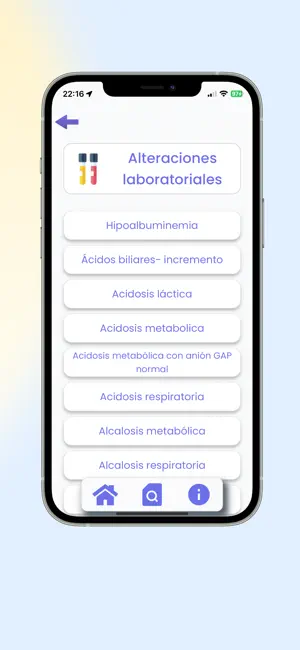 22:16
97+
Alteraciones
laboratoriales
Hipoalbuminemia
Ácidos biliares- incremento
Acidosis láctica
Acidosis metabolica
Acidosis metabólica con anión GAP
normal
Acidosis respiratoria
Alcalosis metabólica
Alcalosis respiratoria